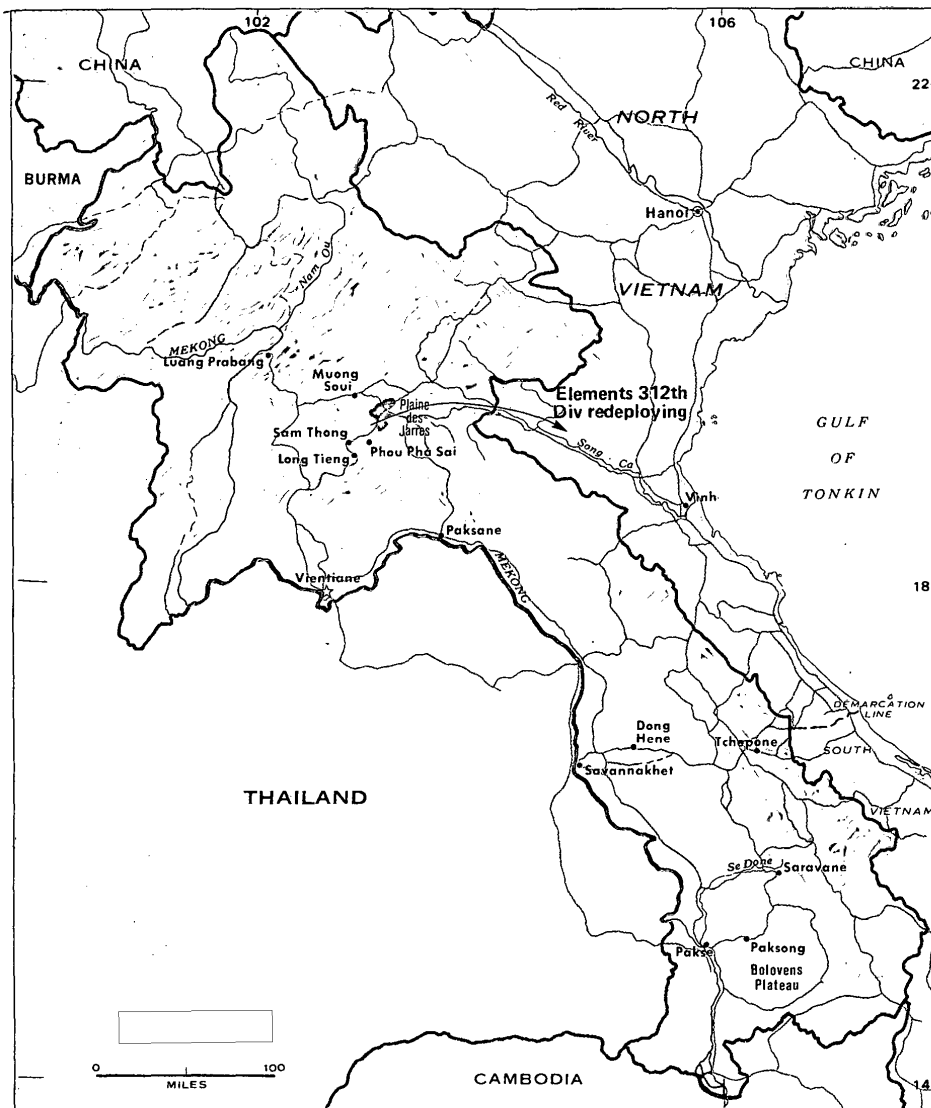 102
106
CHINA
CHINA
22
NORTH
Red River
BURMA
Hanoi
Nam Ou
VIETNAM
MEKONG
Luang Prabang
Muong
Soui
Elements 312th
Div redeploying
Plaine
des
Jarres
GULF
OF
TONKIN
Sam Thong
Phou Pha Sai
Long Tieng
Song Ca
Vinh
Paksane
MEKONG
Vientiane
18
DEMARCATION
LINE
Dong
Hene
Tchepone
SOUTH
Savannakhet
THAILAND
VIETNAM
Se Done
Saravane
Pakse
Paksong
Bolovens
Plateau
0 100
MILES
CAMBODIA
14